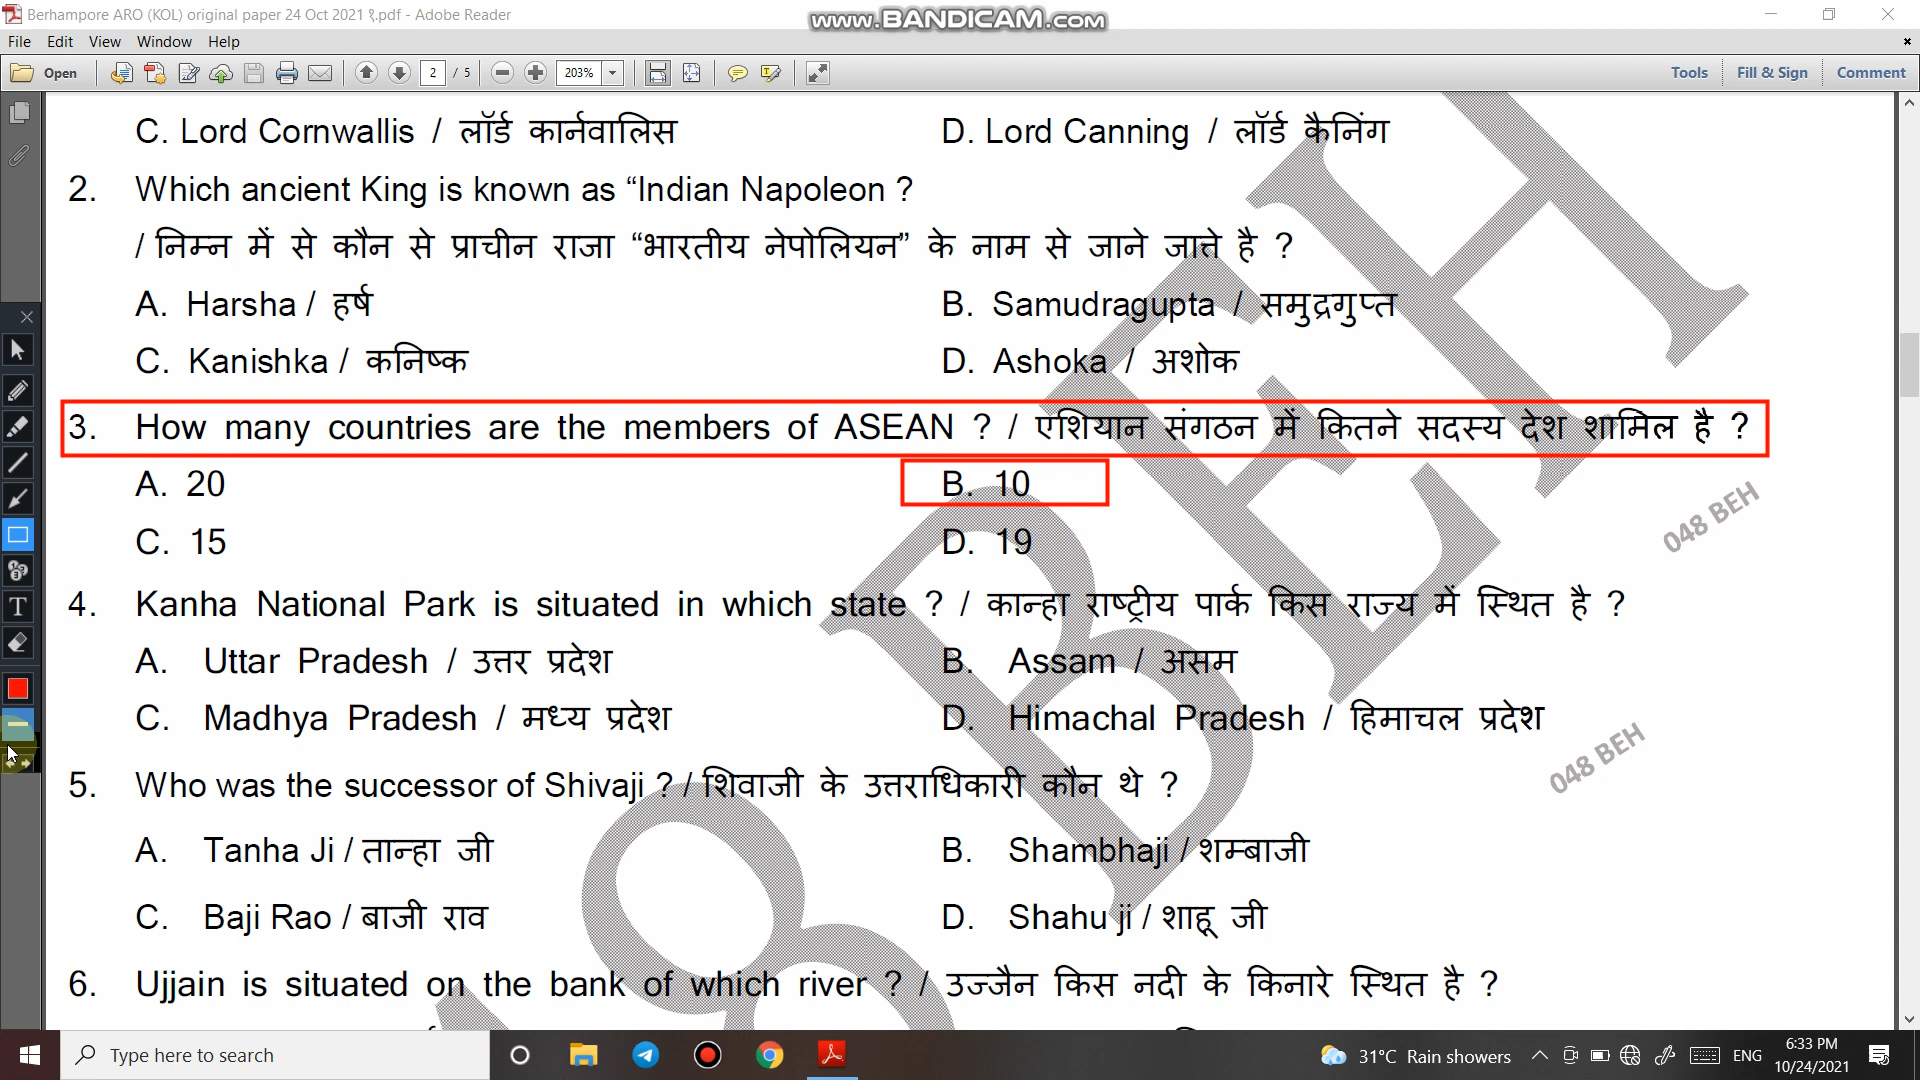 Berhampore ARO (KOL) original paper 24 Oct 2021 १.pdf - Adobe Reader
www.BANDICAM.com
File Edit View Window Help
Open 2 / 5 203% Tools Fill & Sign Comment
C. Lord Cornwallis / लॉर्ड कार्नवालिस D. Lord Canning / लॉर्ड कैनिंग
2. Which ancient King is known as “Indian Napoleon ?
/ निम्न में से कौन से प्राचीन राजा “भारतीय नेपोलियन” के नाम से जाने जाते है ?
A. Harsha / हर्ष B. Samudragupta / समुद्रगुप्त
C. Kanishka / कनिष्क D. Ashoka / अशोक
3. How many countries are the members of ASEAN ? / एशियान संगठन में कितने सदस्य देश शामिल है ?
A. 20 B. 10
C. 15 D. 19
048 BEH
4. Kanha National Park is situated in which state ? / कान्हा राष्ट्रीय पार्क किस राज्य में स्थित है ?
A. Uttar Pradesh / उत्तर प्रदेश B. Assam / असम
C. Madhya Pradesh / मध्य प्रदेश D. Himachal Pradesh / हिमाचल प्रदेश
048 BEH
5. Who was the successor of Shivaji ? / शिवाजी के उत्तराधिकारी कौन थे ?
A. Tanha Ji / तान्हा जी B. Shambhaji / शम्बाजी
C. Baji Rao / बाजी राव D. Shahu ji / शाहू जी
6. Ujjain is situated on the bank of which river ? / उज्जैन किस नदी के किनारे स्थित है ?
48 BEH
Type here to search 31°C Rain showers ENG 6:33 PM
10/24/2021